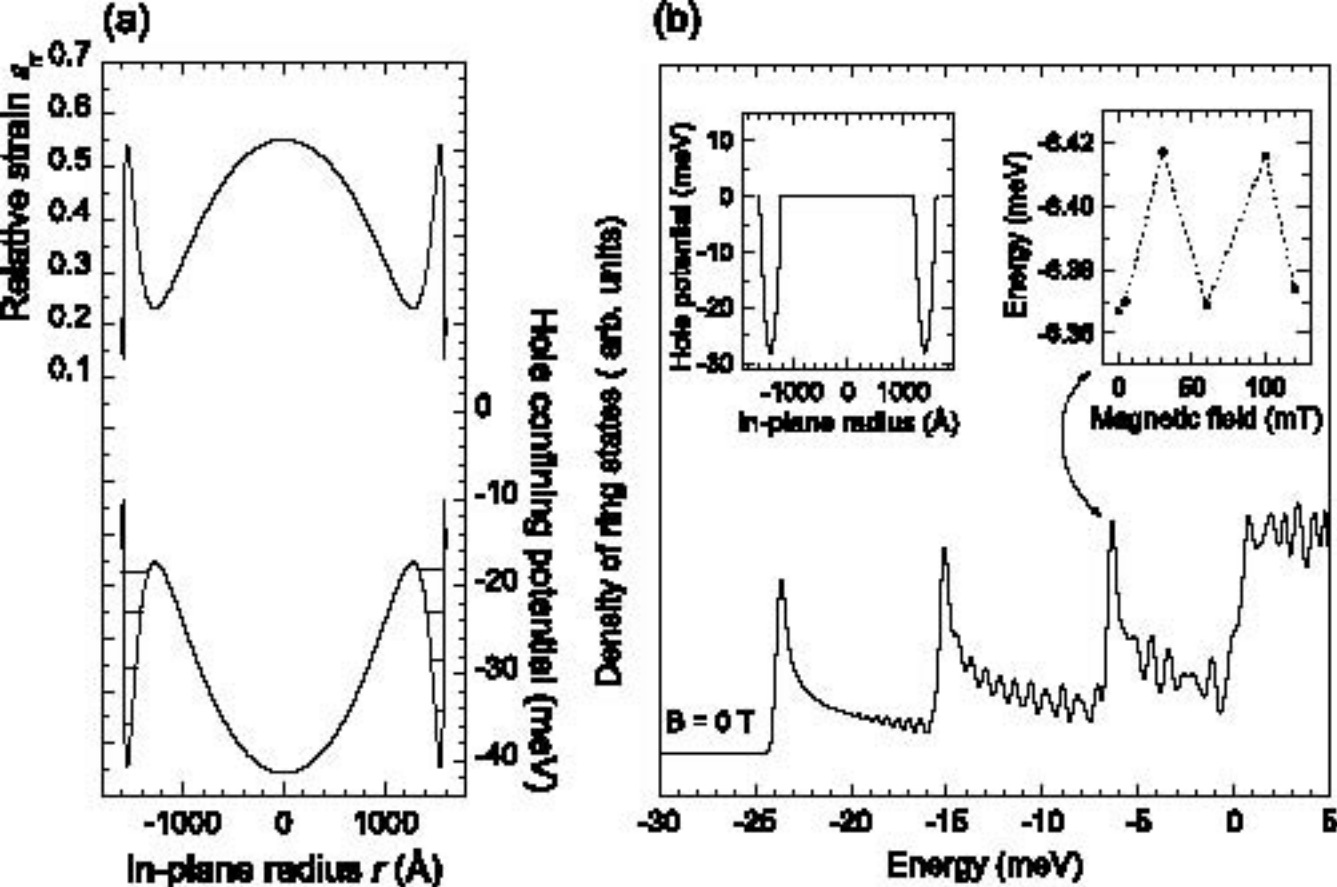 (a)
Relative strain εrr
0.7
0.6
0.5
0.4
0.3
0.2
0.1
0
-10
-20
-30
-40
Hole confining potential (meV)
-1000 0 1000
In-plane radius r (Å)
(b)
Density of ring states ( arb. units)
Hole potential (meV)
10
0
-10
-20
-30
-1000 0 1000
In-plane radius (Å)
Energy (meV)
-6.42
-6.40
-6.38
-6.36
0 50 100
Magnetic field (mT)
B = 0 T
-30 -25 -20 -15 -10 -5 0 5
Energy (meV)